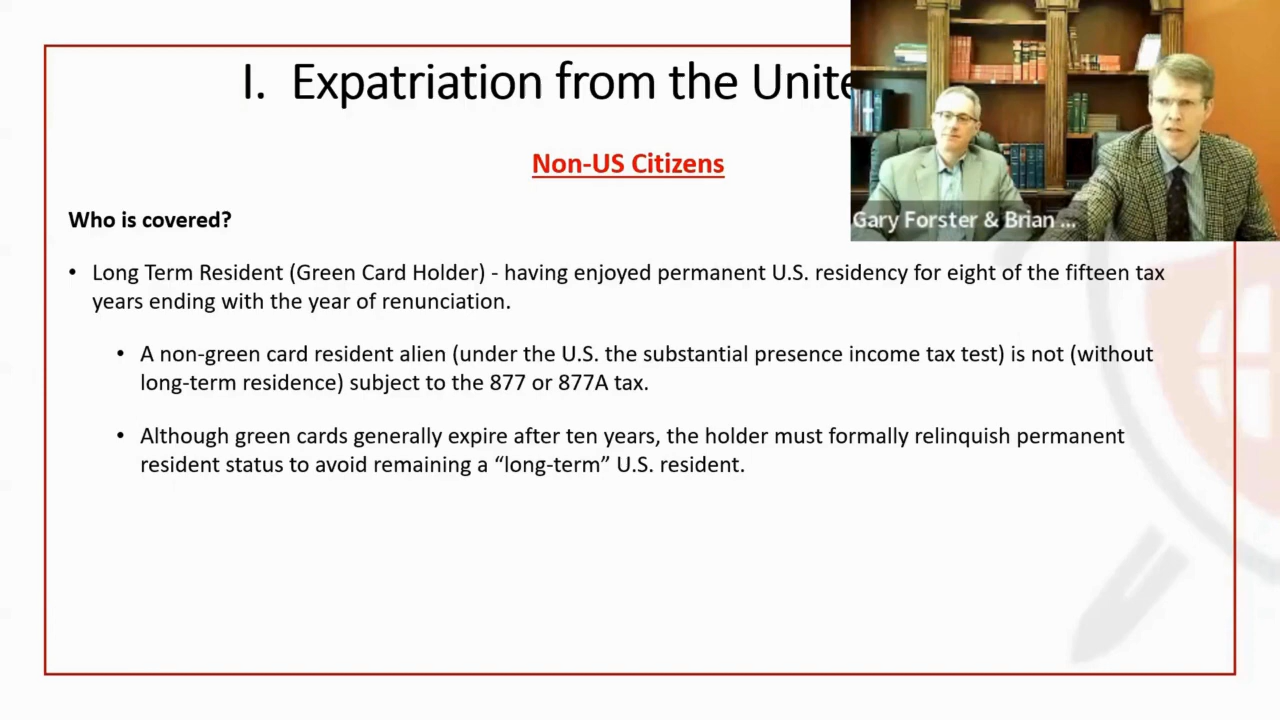 I. Expatriation from the Unite
Non-US Citizens
Who is covered?
Gary Forster & Brian ...
• Long Term Resident (Green Card Holder) - having enjoyed permanent U.S. residency for eight of the fifteen tax
years ending with the year of renunciation.
• A non-green card resident alien (under the U.S. the substantial presence income tax test) is not (without
long-term residence) subject to the 877 or 877A tax.
• Although green cards generally expire after ten years, the holder must formally relinquish permanent
resident status to avoid remaining a “long-term” U.S. resident.